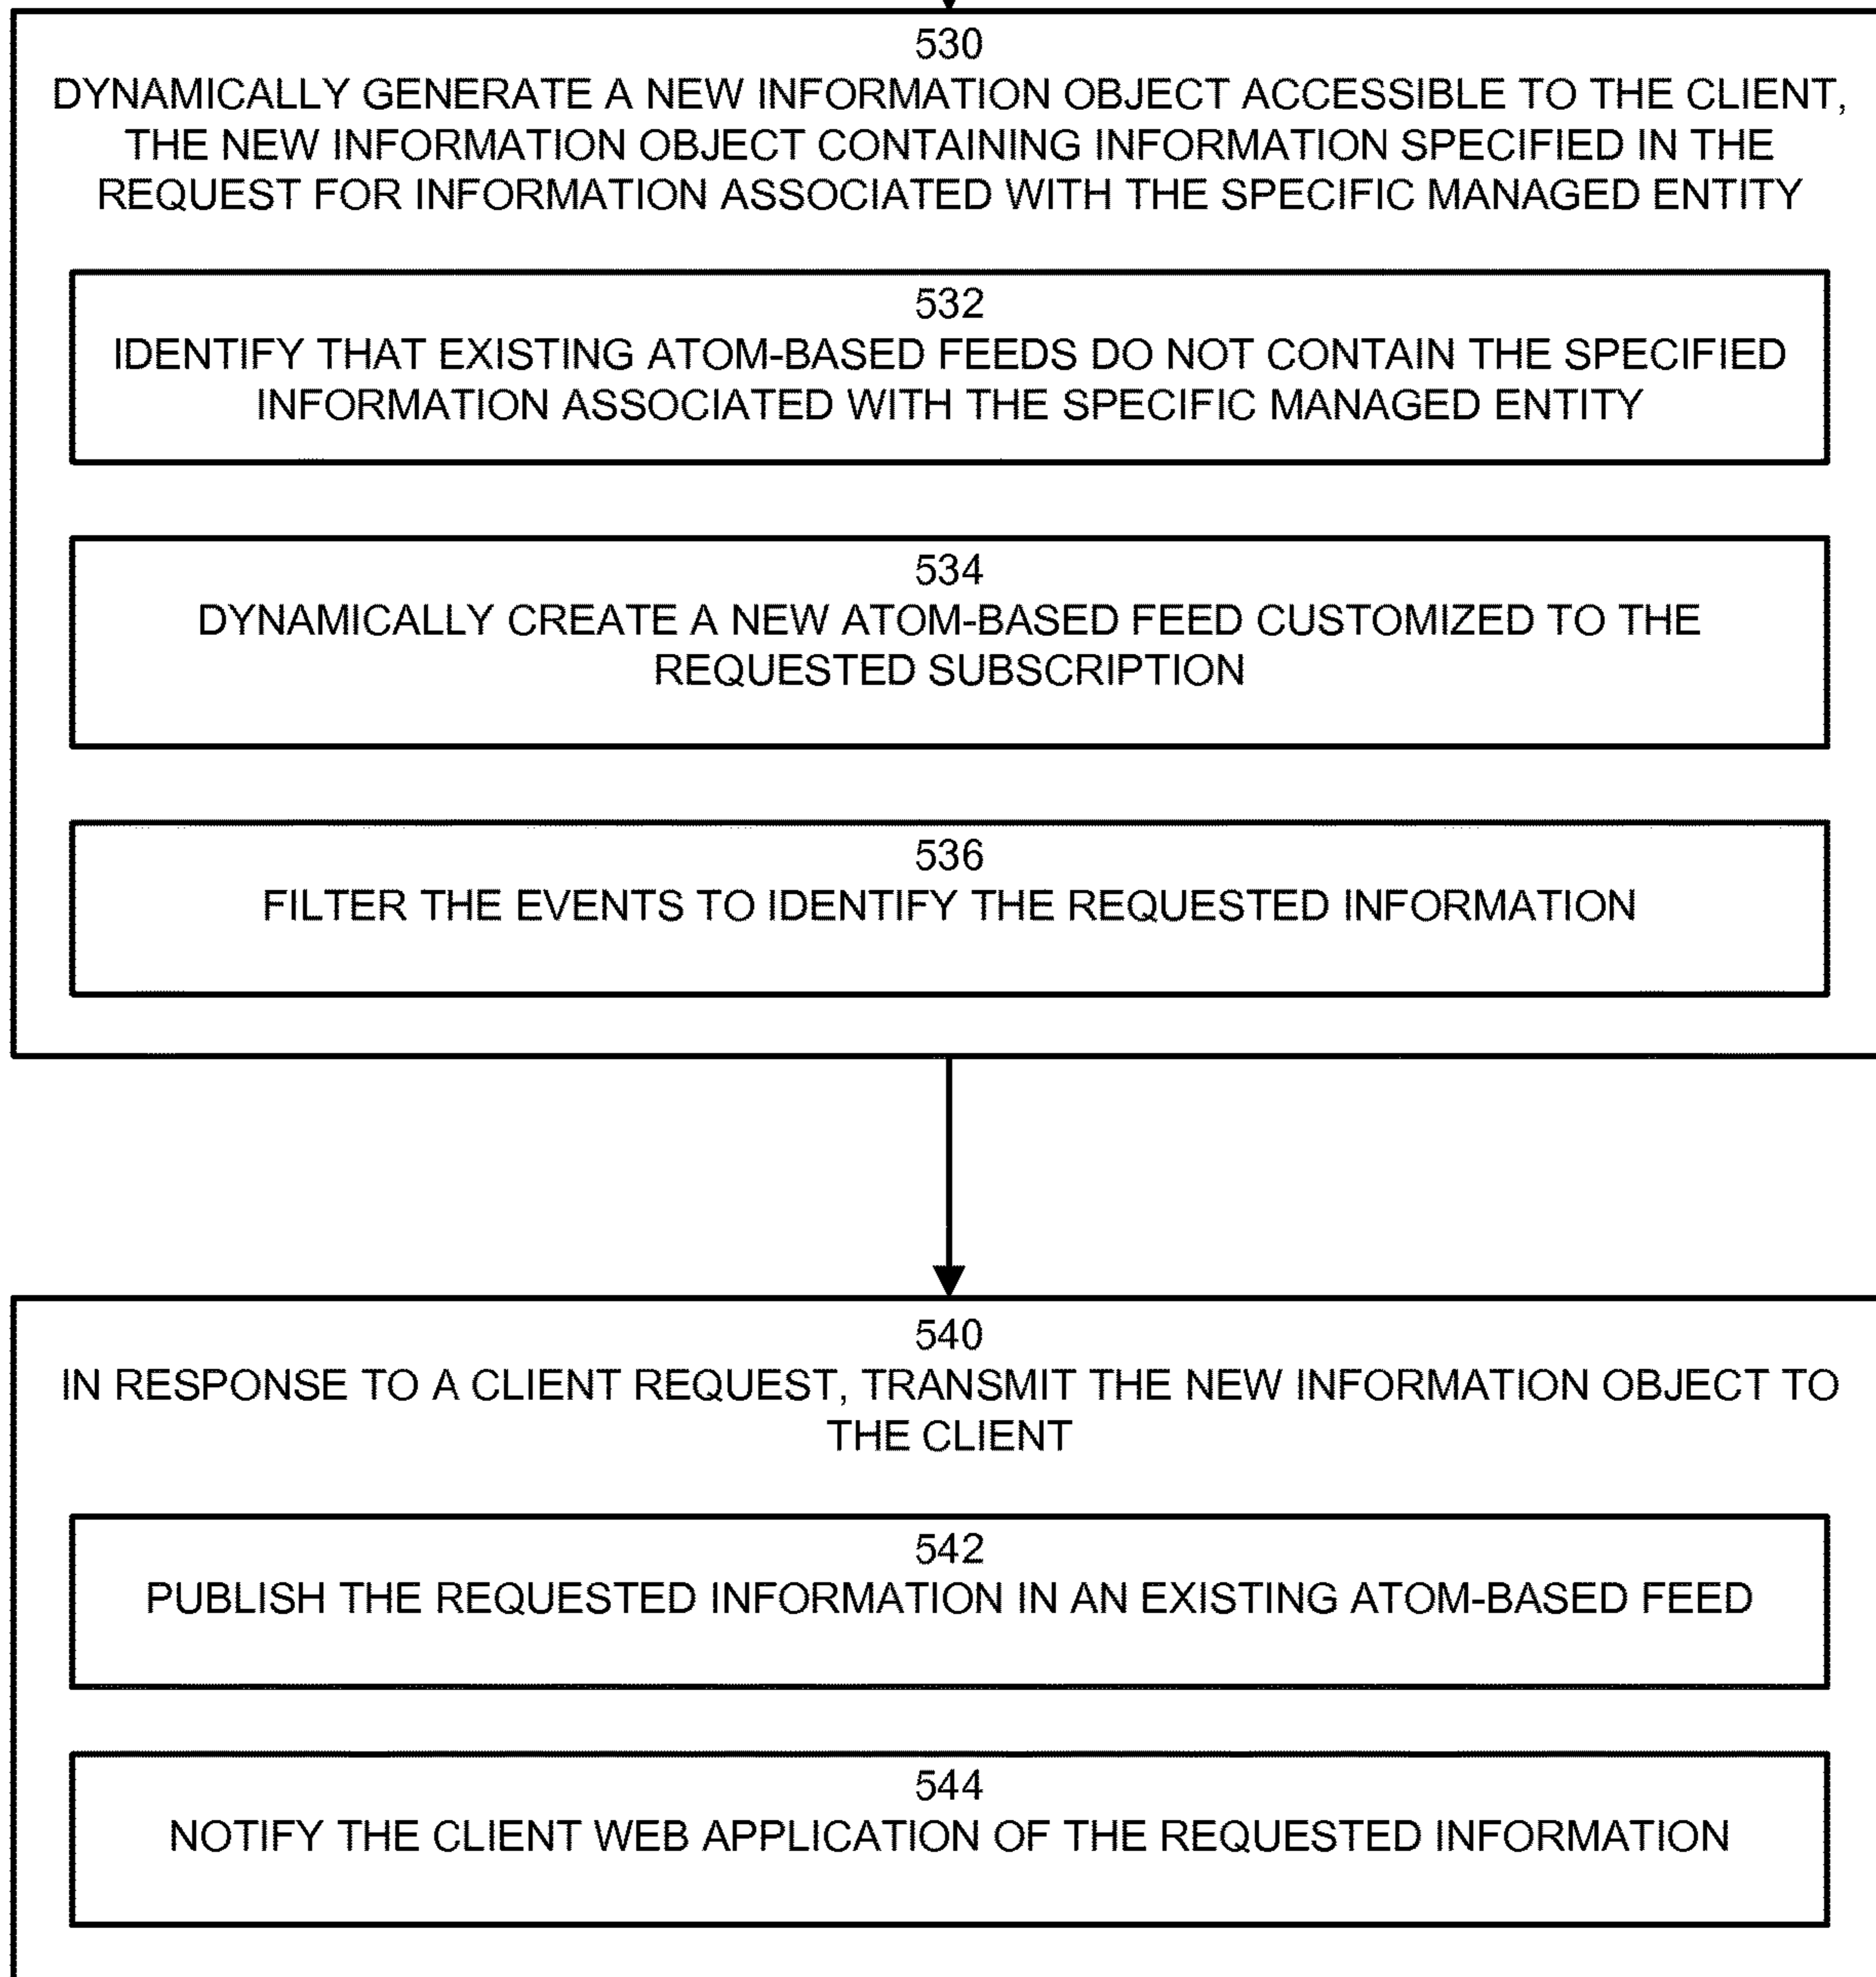 530
DYNAMICALLY GENERATE A NEW INFORMATION OBJECT ACCESSIBLE TO THE CLIENT,
THE NEW INFORMATION OBJECT CONTAINING INFORMATION SPECIFIED IN THE
REQUEST FOR INFORMATION ASSOCIATED WITH THE SPECIFIC MANAGED ENTITY
532
IDENTIFY THAT EXISTING ATOM-BASED FEEDS DO NOT CONTAIN THE SPECIFIED
INFORMATION ASSOCIATED WITH THE SPECIFIC MANAGED ENTITY
534
DYNAMICALLY CREATE A NEW ATOM-BASED FEED CUSTOMIZED TO THE
REQUESTED SUBSCRIPTION
536
FILTER THE EVENTS TO IDENTIFY THE REQUESTED INFORMATION
540
IN RESPONSE TO A CLIENT REQUEST, TRANSMIT THE NEW INFORMATION OBJECT TO
THE CLIENT
542
PUBLISH THE REQUESTED INFORMATION IN AN EXISTING ATOM-BASED FEED
544
NOTIFY THE CLIENT WEB APPLICATION OF THE REQUESTED INFORMATION